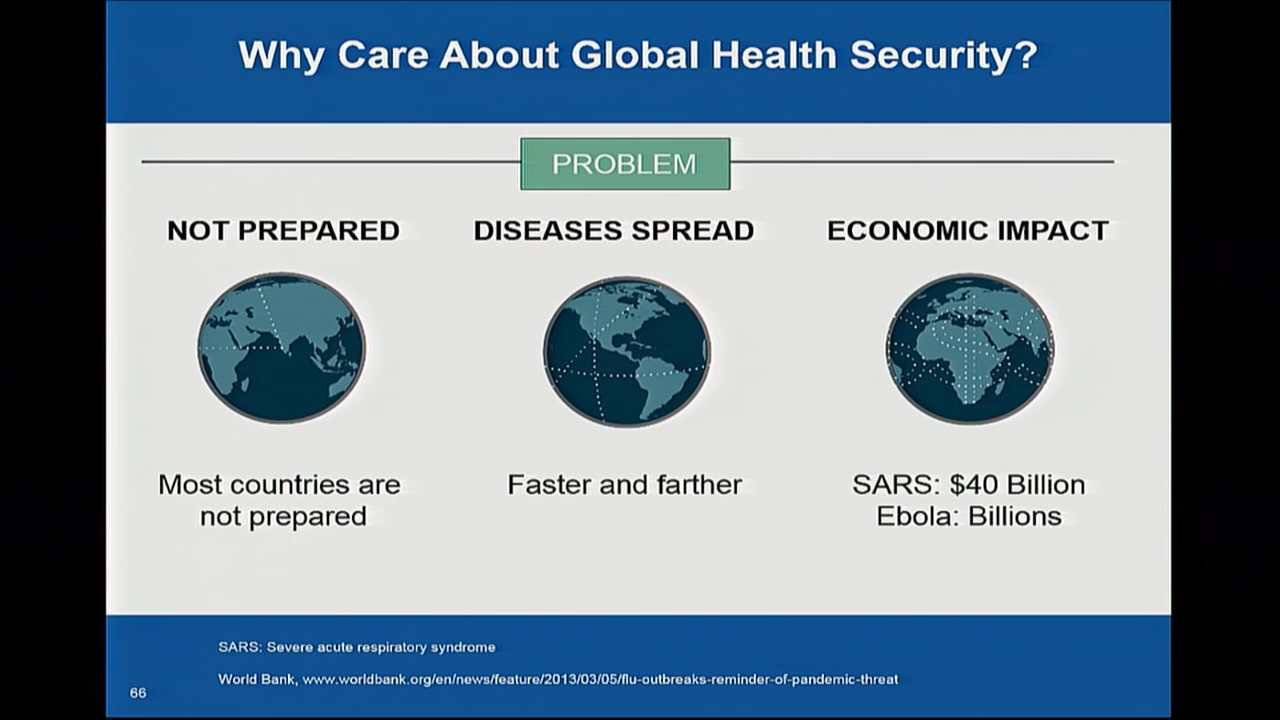 Why Care About Global Health Security?
PROBLEM
NOT PREPARED
DISEASES SPREAD
ECONOMIC IMPACT
Most countries are
not prepared
Faster and farther
SARS: $40 Billion
Ebola: Billions
SARS: Severe acute respiratory syndrome
World Bank, www.worldbank.org/en/news/feature/2013/03/05/flu-outbreaks-reminder-of-pandemic-threat
66